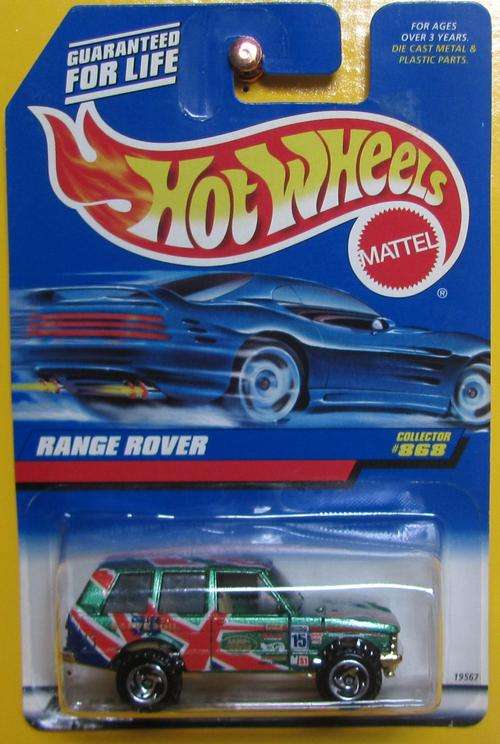 GUARANTEED
FOR LIFE
FOR AGES
OVER 3 YEARS.
DIE CAST METAL &
PLASTIC PARTS.
HOT WHEELS
MATTEL
®
RANGE ROVER
COLLECTOR
#868
15
19567